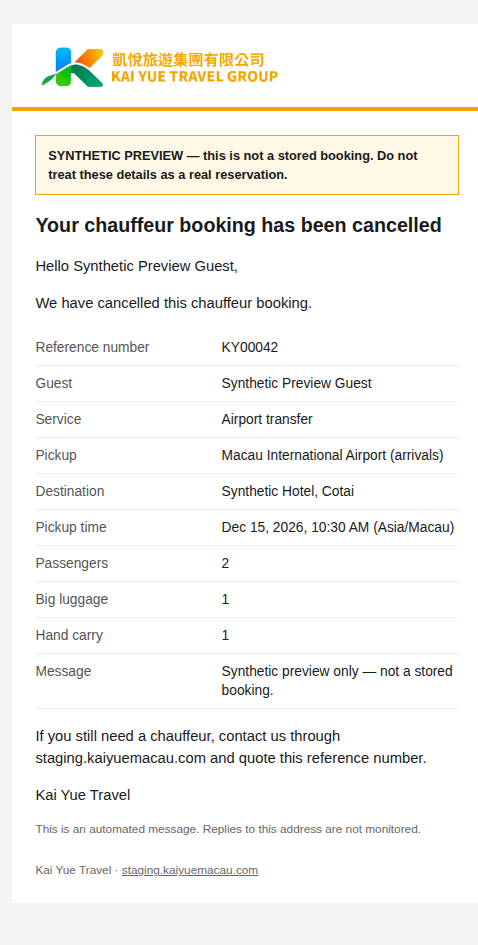 凱悅旅遊集團有限公司
KAI YUE TRAVEL GROUP
SYNTHETIC PREVIEW — this is not a stored booking. Do not
treat these details as a real reservation.
Your chauffeur booking has been cancelled
Hello Synthetic Preview Guest,
We have cancelled this chauffeur booking.
Reference number KY00042
Guest Synthetic Preview Guest
Service Airport transfer
Pickup Macau International Airport (arrivals)
Destination Synthetic Hotel, Cotai
Pickup time Dec 15, 2026, 10:30 AM (Asia/Macau)
Passengers 2
Big luggage 1
Hand carry 1
Message Synthetic preview only — not a stored
booking.
If you still need a chauffeur, contact us through
staging.kaiyuemacau.com and quote this reference number.
Kai Yue Travel
This is an automated message. Replies to this address are not monitored.
Kai Yue Travel · staging.kaiyuemacau.com